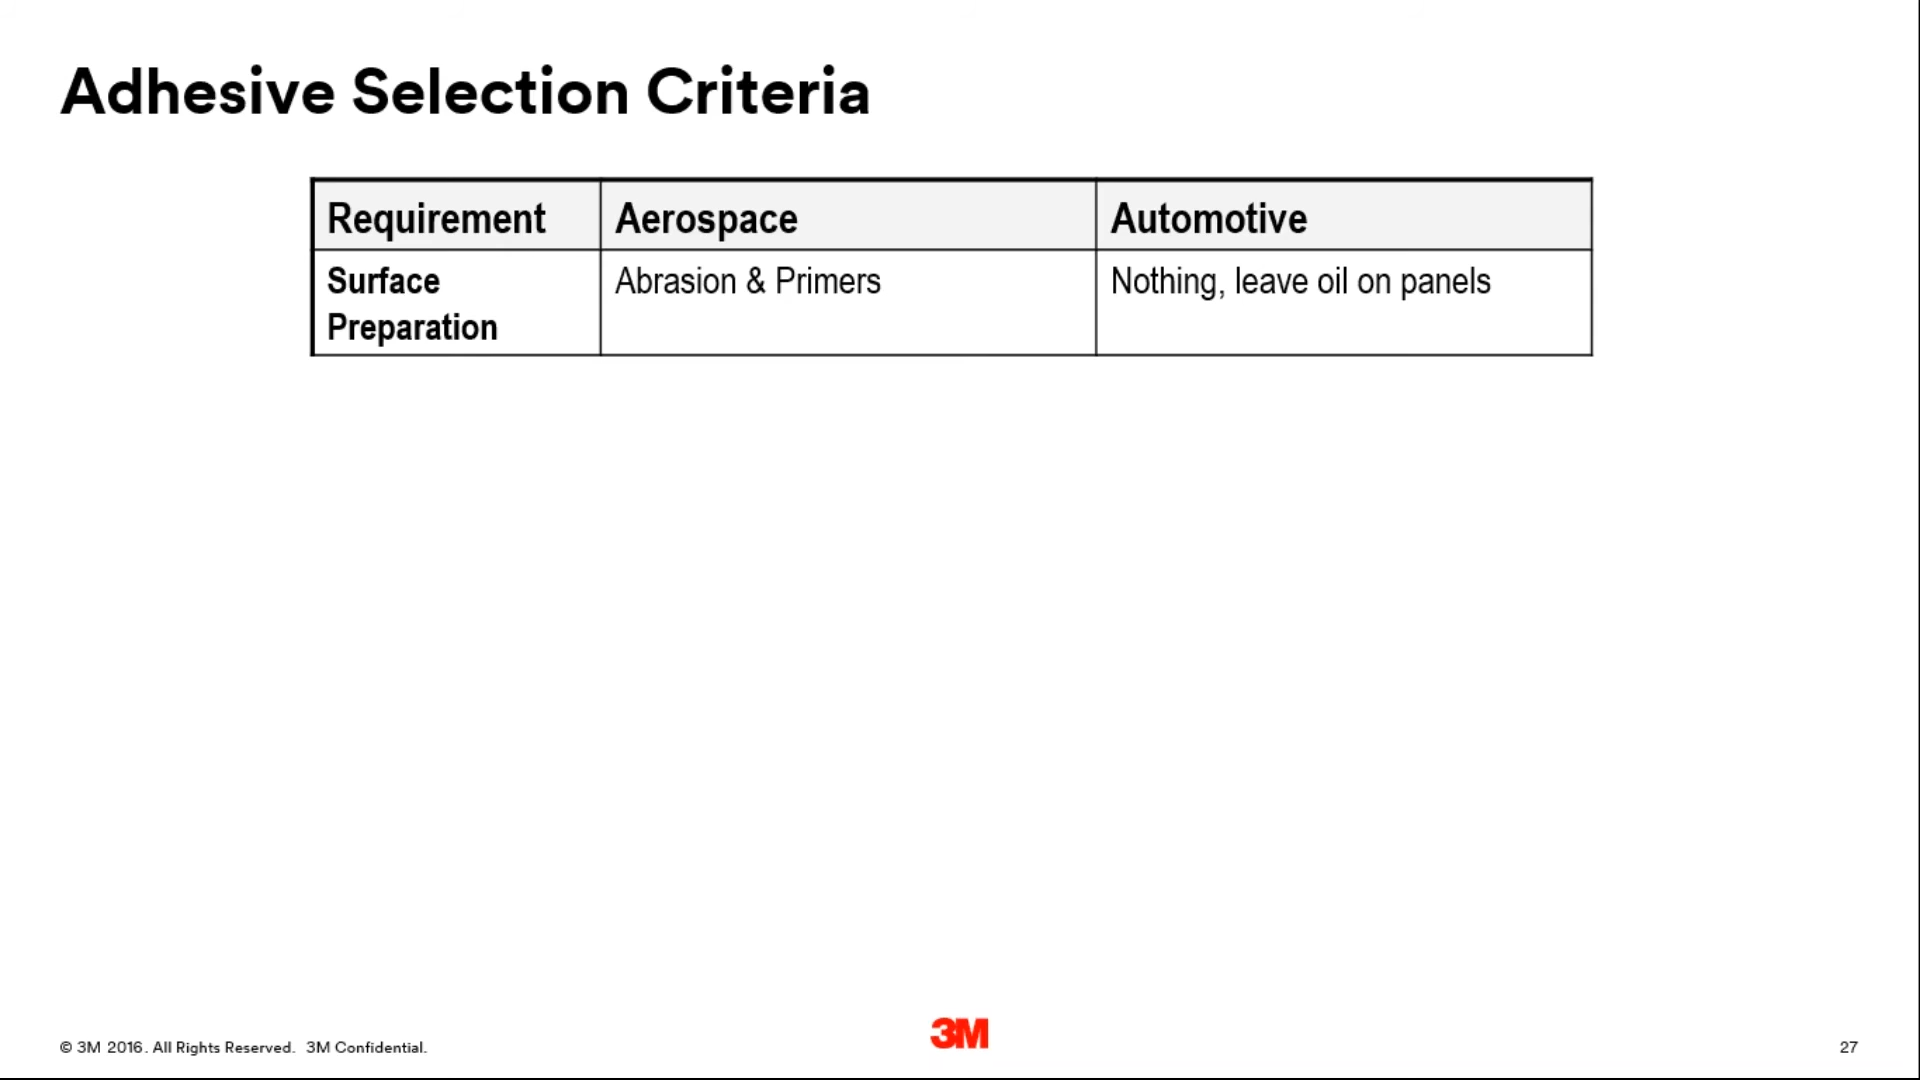 Adhesive Selection Criteria
Requirement
Aerospace
Automotive
Surface
Preparation
Abrasion & Primers
Nothing, leave oil on panels
© 3M 2016. All Rights Reserved. 3M Confidential.
3M
27